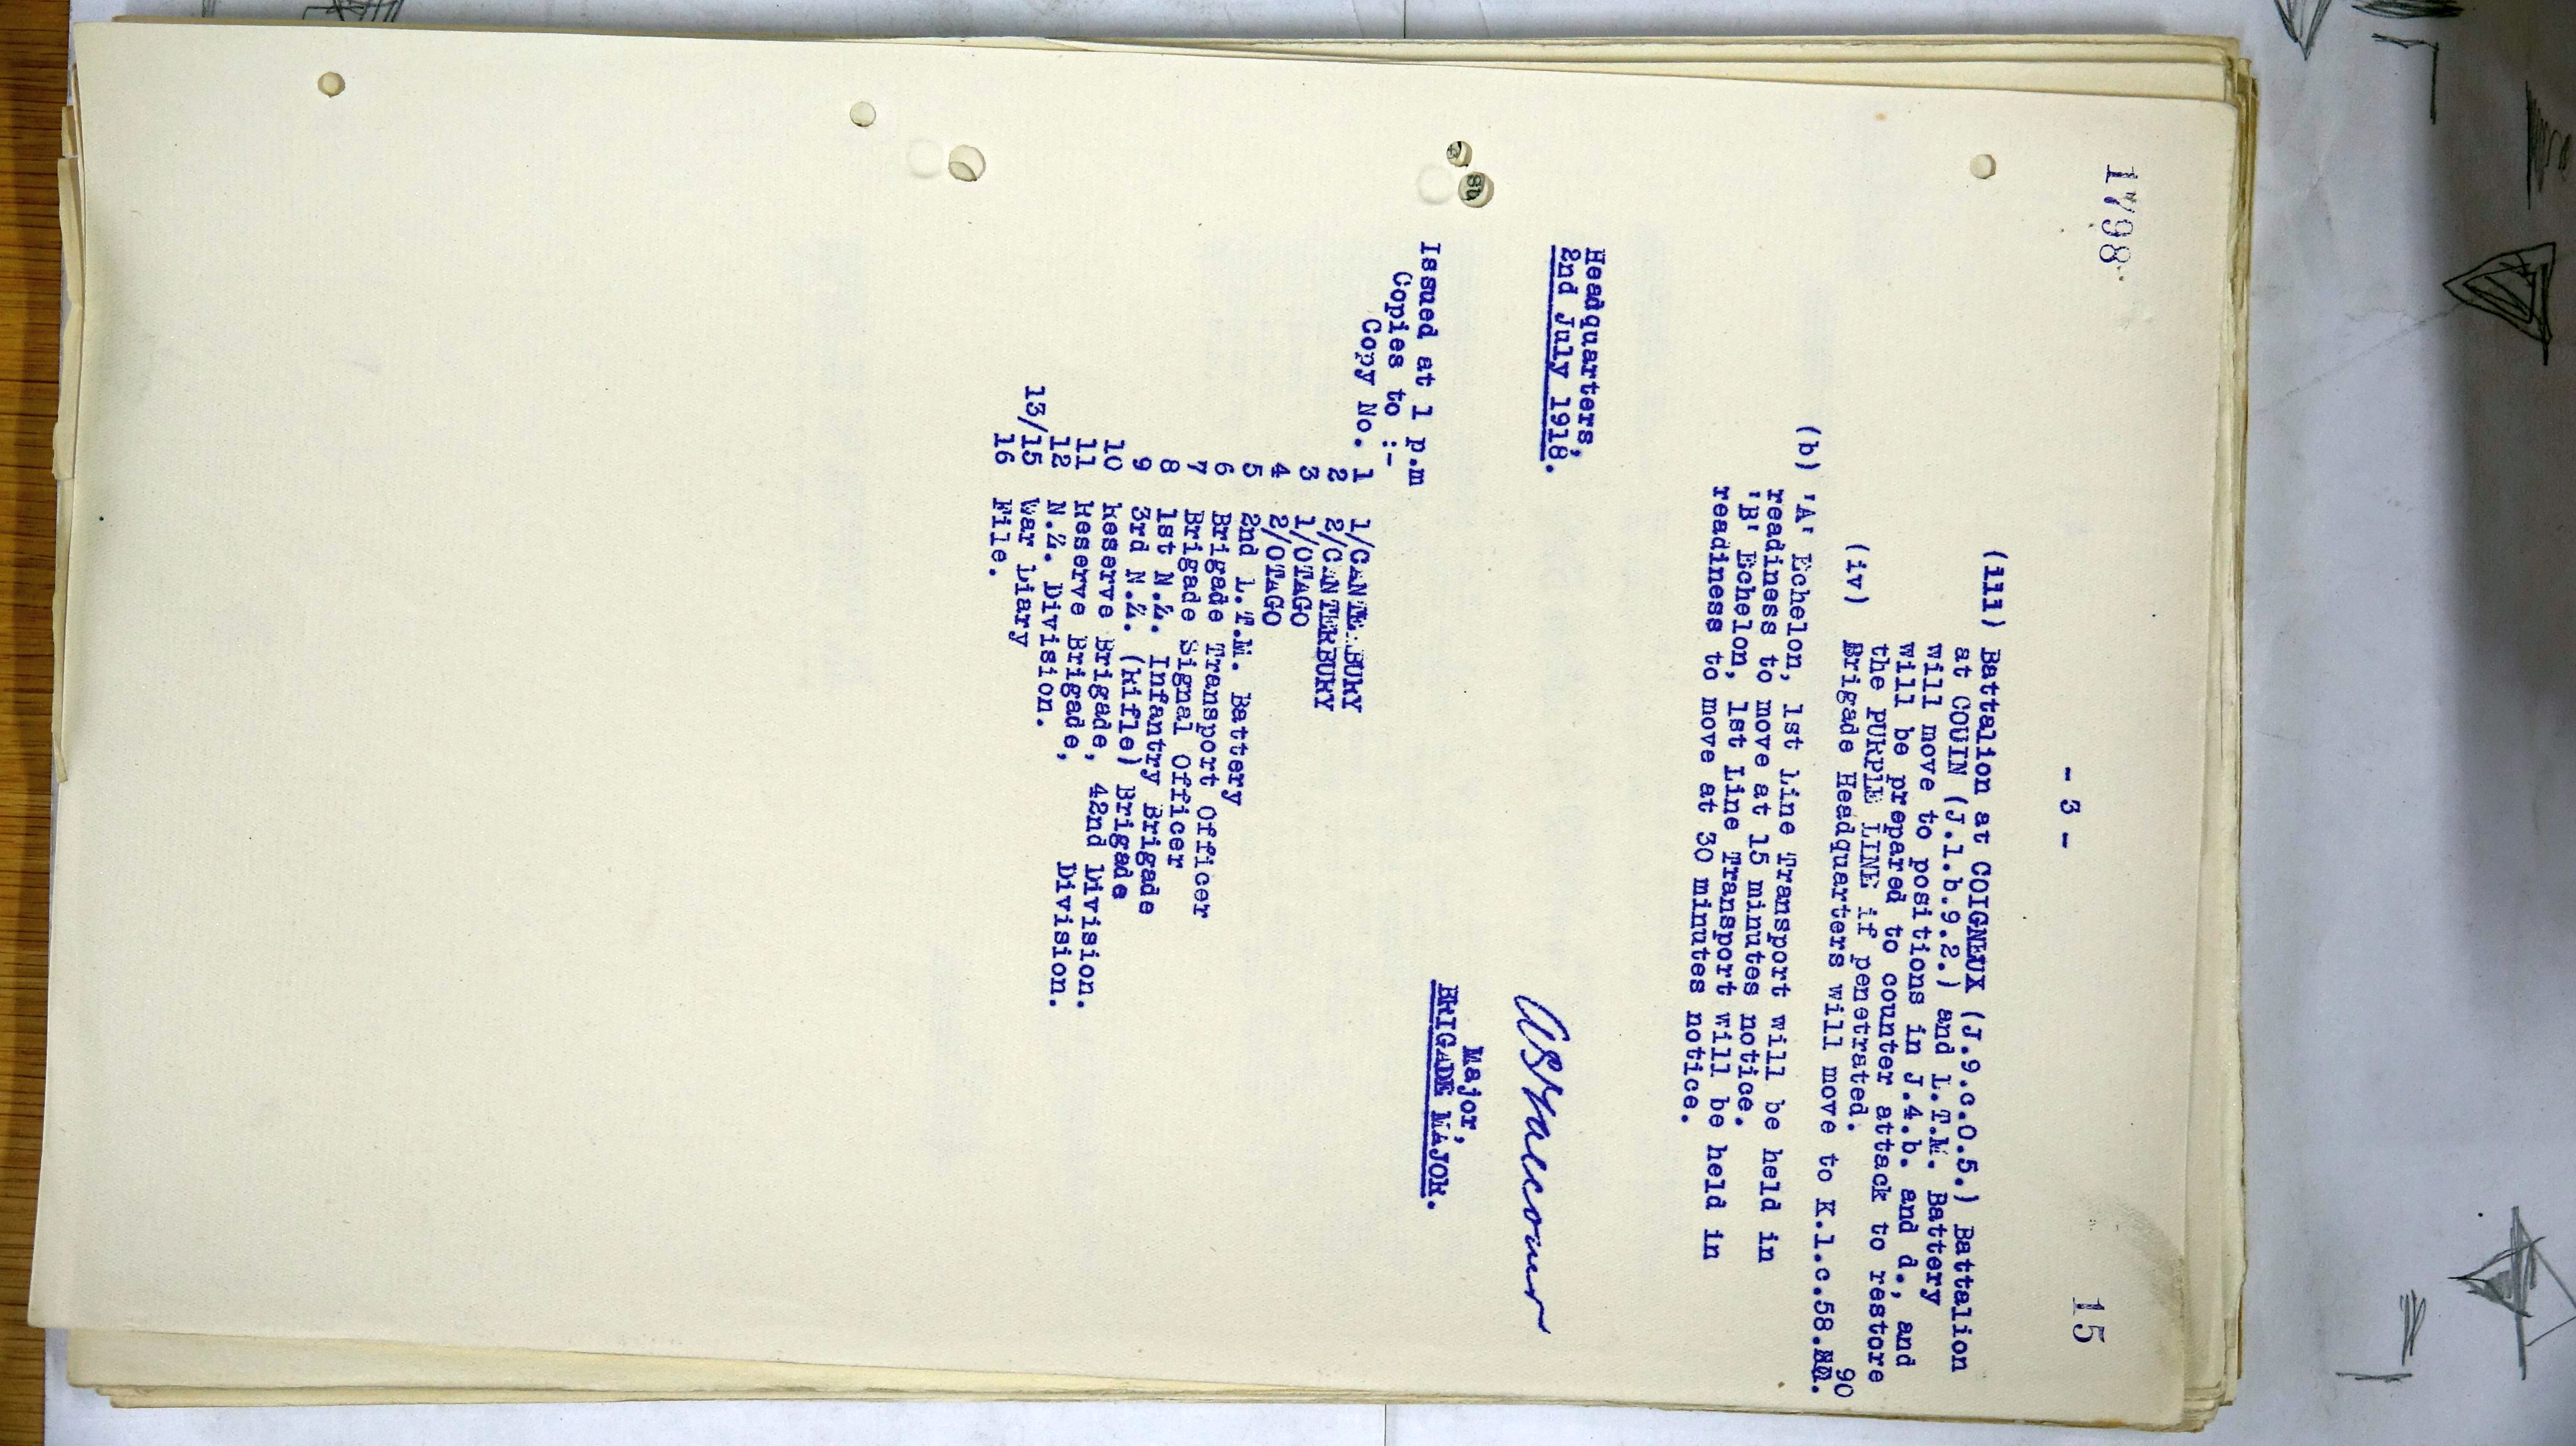 1798.
15
- 3 -
(iii) Battalion at COIGNEUX (J.9.c.0.5.) Battalion
at COUIN (J.1.b.9.2.) and L.T.M. Battery
will move to positions in J.4.b. and d., and
will be prepared to counter attack to restore
the PURPLE LINE if penetrated.
90
(iv) Brigade Headquarters will move to K.1.c.58.
(b) 'A' Echelon, 1st Line Transport will be held in
readiness to move at 15 minutes notice.
'B' Echelon, 1st Line Transport will be held in
readiness to move at 30 minutes notice.
Headquarters,
2nd July 1918.
Major,
BRIGADE MAJOR.
Issued at 1 p.m
Copies to :-
Copy No. 1 1/CANTERBURY
2 2/CANTERBURY
3 1/OTAGO
4 2/OTAGO
5 2nd L.T.M. Battery
6 Brigade Transport Officer
7 Brigade Signal Officer
8 1st N.Z. Infantry Brigade
9 3rd N.Z. (Rifle) Brigade
10 Reserve Brigade, 42nd Division.
11 Reserve Brigade, Division.
12 N.Z. Division.
13/15 War Diary
16 File.